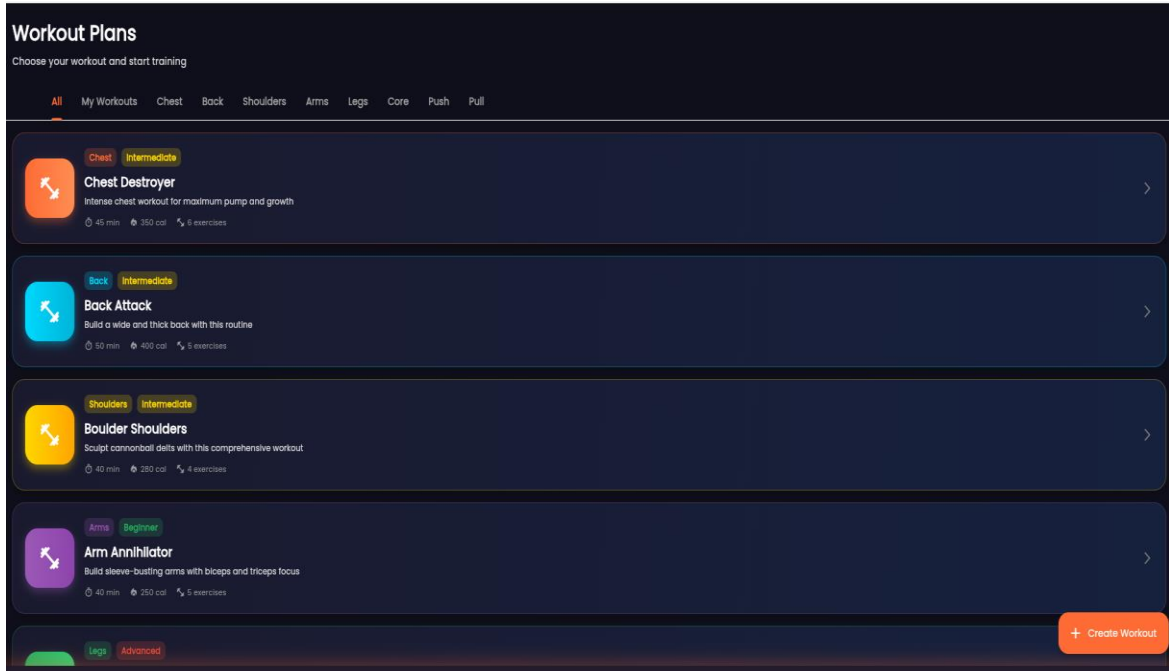 Workout Plans
Choose your workout and start training
All My Workouts Chest Back Shoulders Arms Legs Core Push Pull
Chest Intermediate
Chest Destroyer
Intense chest workout for maximum pump and growth
45 min 350 cal 6 exercises
Back Intermediate
Back Attack
Build a wide and thick back with this routine
50 min 400 cal 5 exercises
Shoulders Intermediate
Boulder Shoulders
Sculpt cannonball delts with this comprehensive workout
40 min 280 cal 4 exercises
Arms Beginner
Arm Annihilator
Build sleeve-busting arms with biceps and triceps focus
40 min 250 cal 5 exercises
Legs Advanced
+ Create Workout